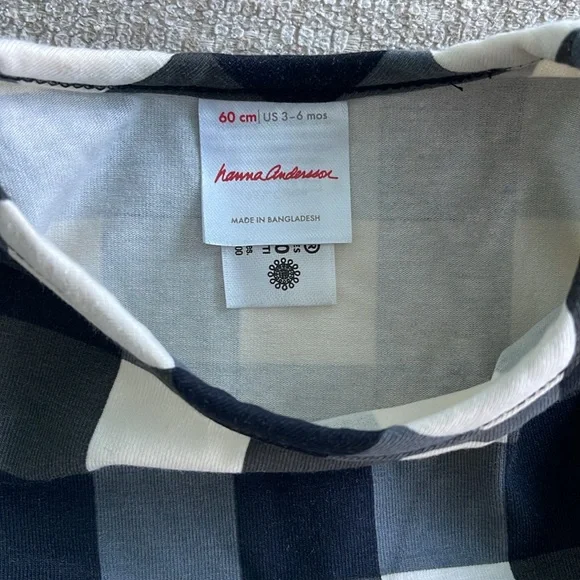 60 cm | US 3-6 mos
hanna andersson
MADE IN BANGLADESH